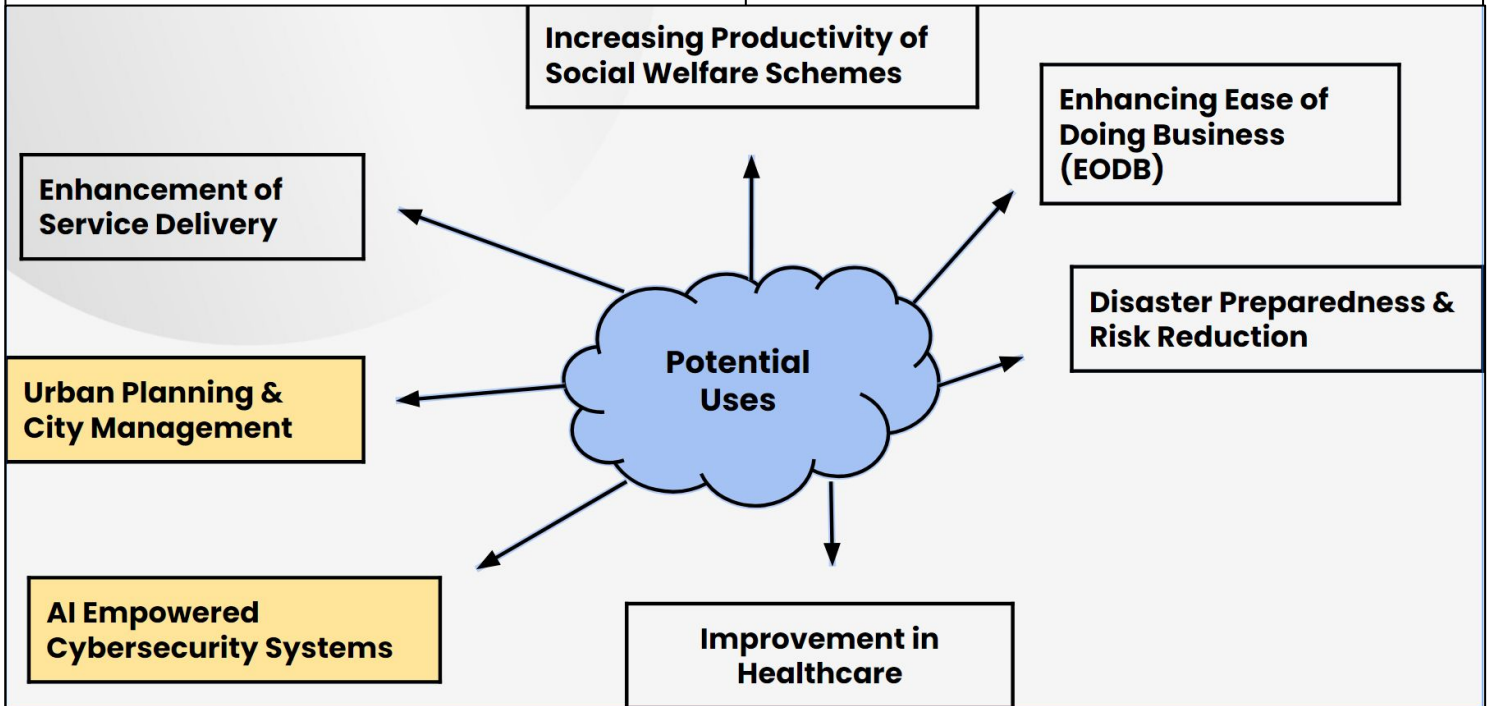 Increasing Productivity of
Social Welfare Schemes
Enhancing Ease of
Doing Business
(EODB)
Enhancement of
Service Delivery
Disaster Preparedness &
Risk Reduction
Potential
Uses
Urban Planning &
City Management
AI Empowered
Cybersecurity Systems
Improvement in
Healthcare